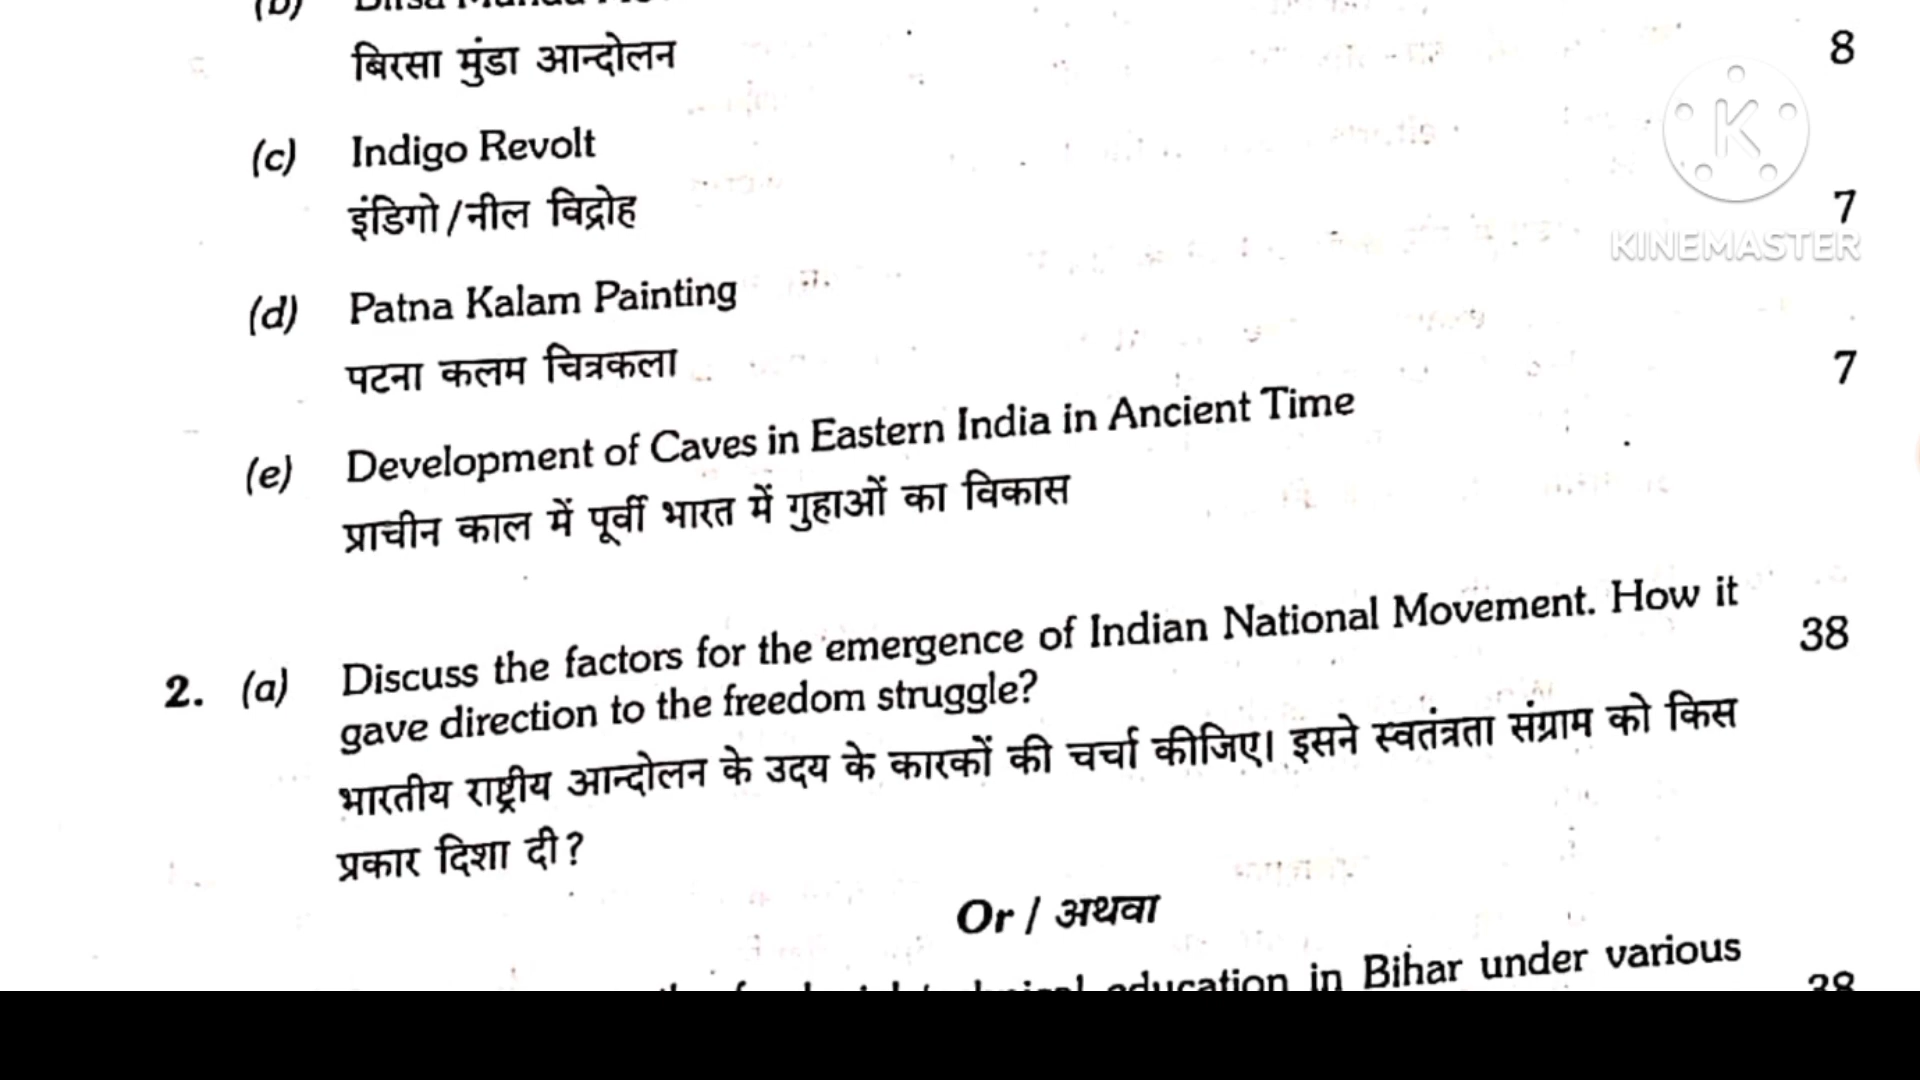 (b)
बिरसा मुंडा आन्दोलन
8
(c) Indigo Revolt
इंडिगो/नील विद्रोह
7
KINEMASTER
(d) Patna Kalam Painting
पटना कलम चित्रकला
7
(e) Development of Caves in Eastern India in Ancient Time
प्राचीन काल में पूर्वी भारत में गुहाओं का विकास
2. (a) Discuss the factors for the emergence of Indian National Movement. How it
38
gave direction to the freedom struggle?
भारतीय राष्ट्रीय आन्दोलन के उदय के कारकों की चर्चा कीजिए। इसने स्वतंत्रता संग्राम को किस
प्रकार दिशा दी?
Or / अथवा
education in Bihar under various